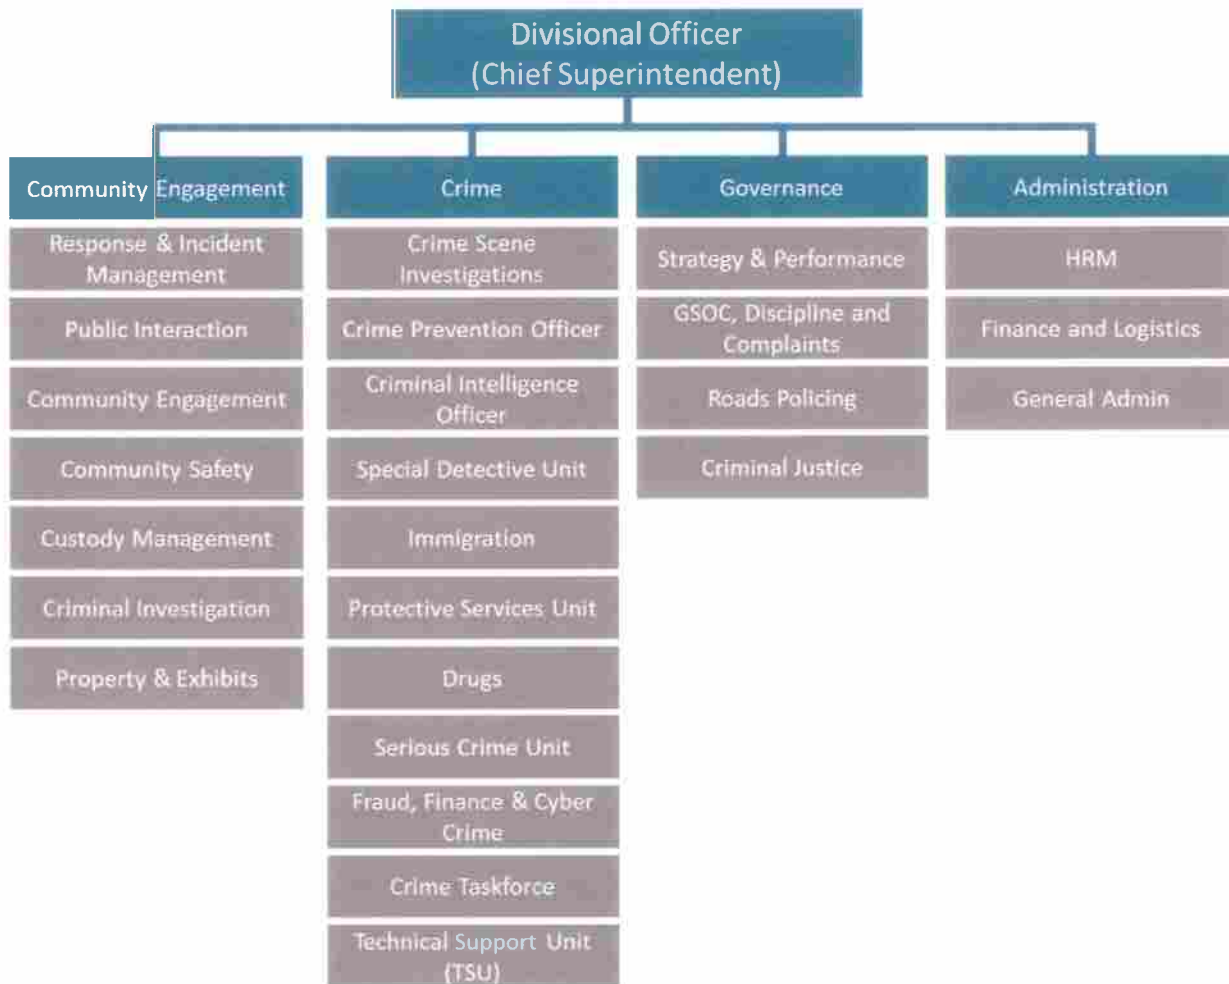 Divisional Officer
(Chief Superintendent)
Community Engagement
Response & Incident
Management
Public Interaction
Community Engagement
Community Safety
Custody Management
Criminal Investigation
Property & Exhibits
Crime
Crime Scene
Investigations
Crime Prevention Officer
Criminal Intelligence
Officer
Special Detective Unit
Immigration
Protective Services Unit
Drugs
Serious Crime Unit
Fraud, Finance & Cyber
Crime
Crime Taskforce
Technical Support Unit
(TSU)
Governance
Strategy & Performance
GSOC, Discipline and
Complaints
Roads Policing
Criminal Justice
Administration
HRM
Finance and Logistics
General Admin